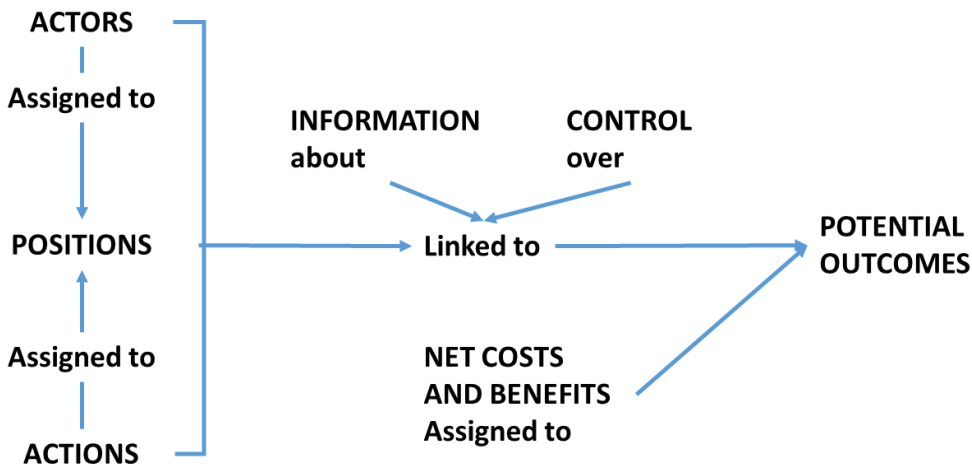 ACTORS
Assigned to
POSITIONS
Assigned to
ACTIONS
INFORMATION
about
CONTROL
over
Linked to
NET COSTS
AND BENEFITS
Assigned to
POTENTIAL
OUTCOMES